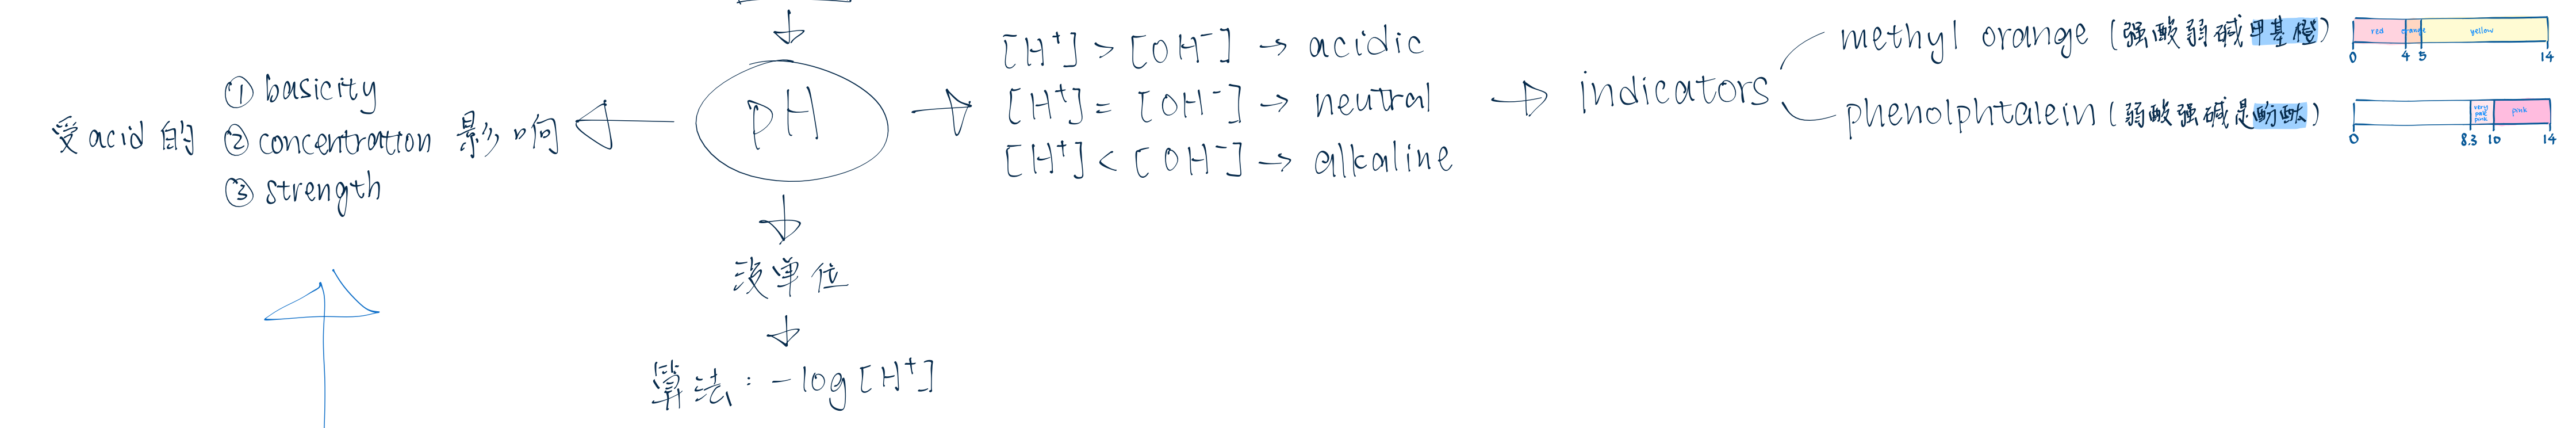 受acid的
① basicity
② concentration
③ strength
影响
pH
没单位
算法：-log[H⁺]
[H⁺] > [OH⁻] → acidic
[H⁺] = [OH⁻] → neutral
[H⁺] < [OH⁻] → alkaline
indicators
methyl orange (强酸弱碱甲基橙)
red orange yellow
0 4 5 14
phenolphtalein (弱酸强碱是酚酞)
very pale pink
pink
0 8.3 10 14